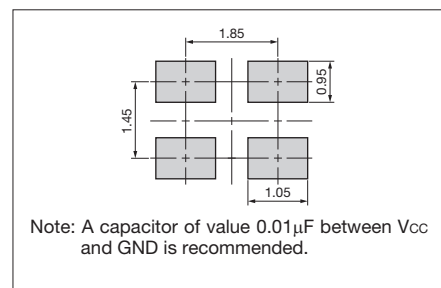 1.85
0.95
1.45
1.05
Note: A capacitor of value 0.01μF between Vcc
and GND is recommended.